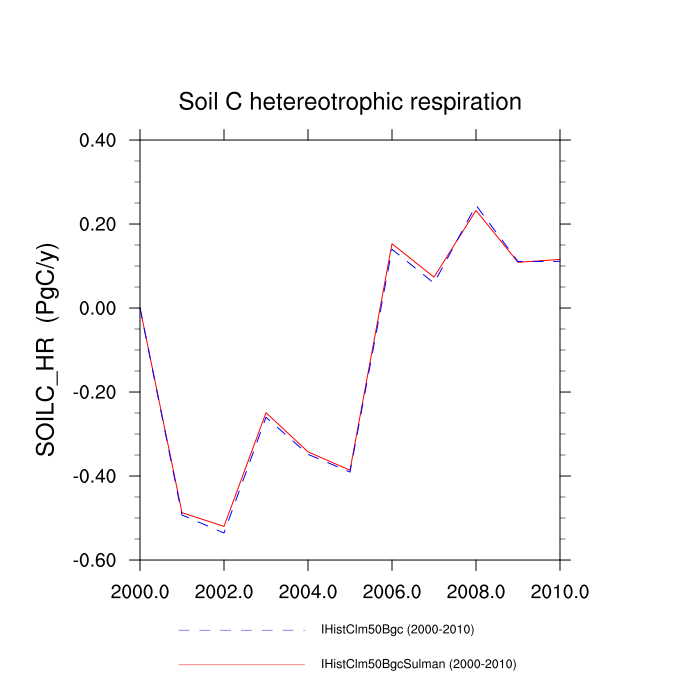 Soil C hetereotrophic respiration
0.40
0.20
0.00
-0.20
-0.40
-0.60
SOILC_HR (PgC/y)
2000.0 2002.0 2004.0 2006.0 2008.0 2010.0
IHistClm50Bgc (2000-2010)
IHistClm50BgcSulman (2000-2010)